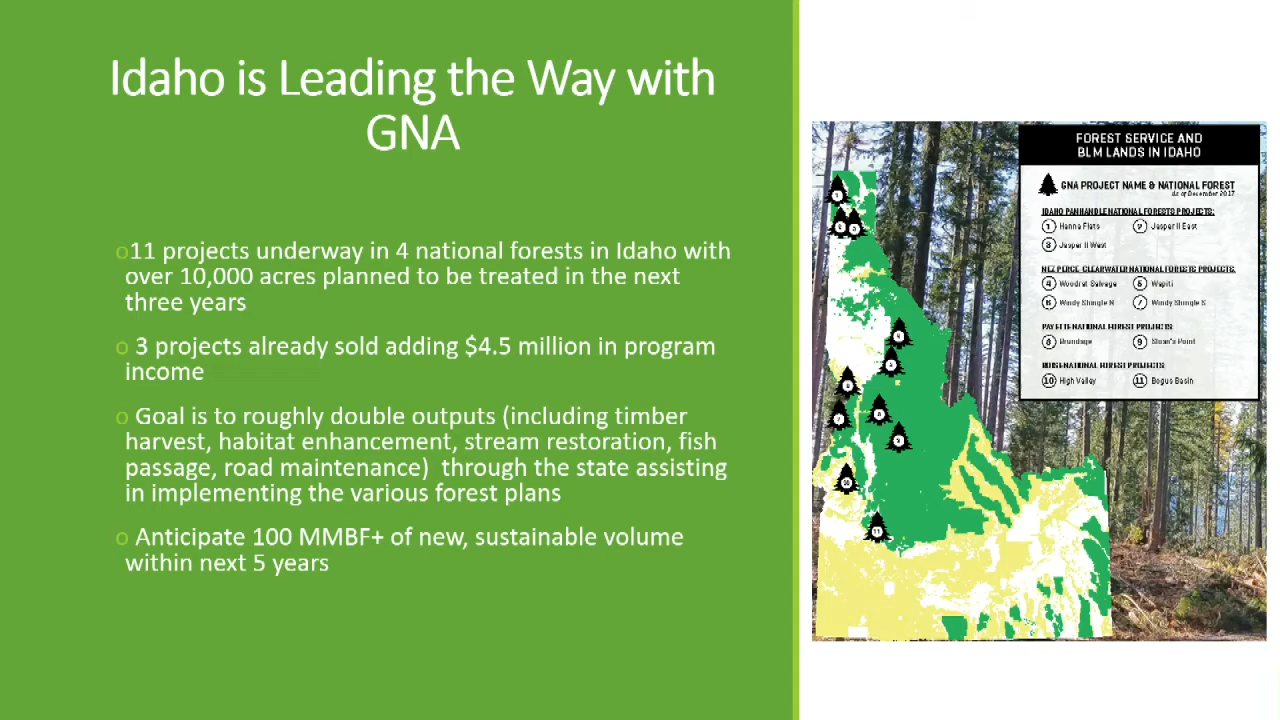 Idaho is Leading the Way with
GNA
o11 projects underway in 4 national forests in Idaho with
over 10,000 acres planned to be treated in the next
three years
o 3 projects already sold adding $4.5 million in program
income
o Goal is to roughly double outputs (including timber
harvest, habitat enhancement, stream restoration, fish
passage, road maintenance) through the state assisting
in implementing the various forest plans
o Anticipate 100 MMBF+ of new, sustainable volume
within next 5 years
FOREST SERVICE AND
BLM LANDS IN IDAHO
GNA PROJECT NAME & NATIONAL FOREST
as of December 2017
IDAHO PANHANDLE NATIONAL FORESTS PROJECTS:
1 Hanna Flats 2 Jasper II East
3 Jasper II West
NEZ PERCE-CLEARWATER NATIONAL FORESTS PROJECTS:
4 Woodrat Salvage 5 Wapiti
6 Windy Shingle N 7 Windy Shingle S
PAYETTE NATIONAL FOREST PROJECTS:
8 Brundage 9 Sloan's Point
BOISE NATIONAL FOREST PROJECTS:
10 High Valley 11 Bogus Basin